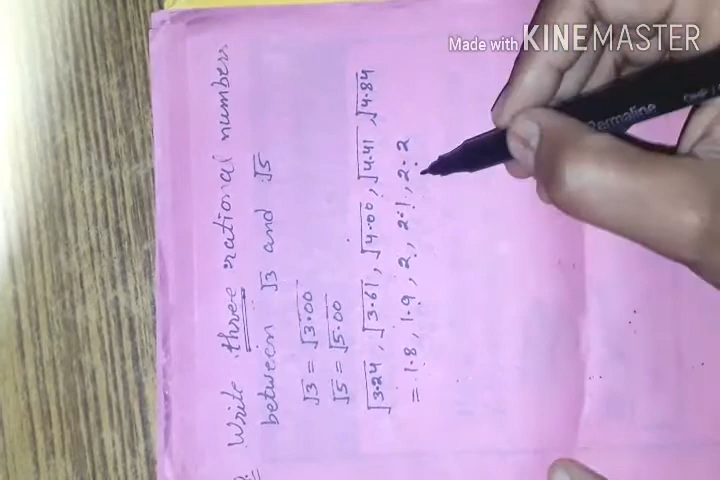 Q. Write three rational numbers
between √3 and √5
√3 = √3.00
√5 = √5.00
√3.24, √3.61, √4.00, √4.41, √4.84
= 1.8, 1.9, 2, 2.1, 2.2
Made with KINEMASTER
Permaline